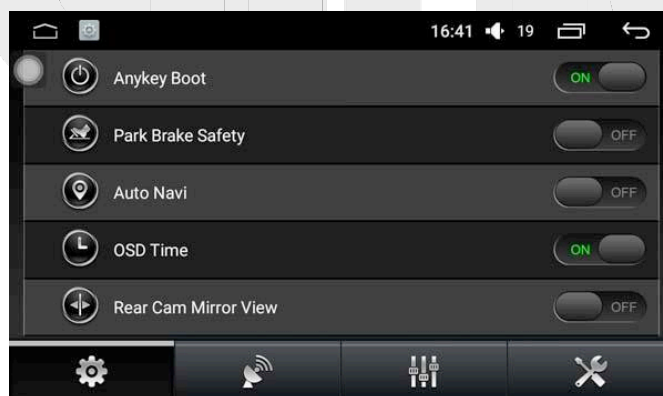 16:41 19
Anykey Boot ON
Park Brake Safety OFF
Auto Navi OFF
OSD Time ON
Rear Cam Mirror View OFF